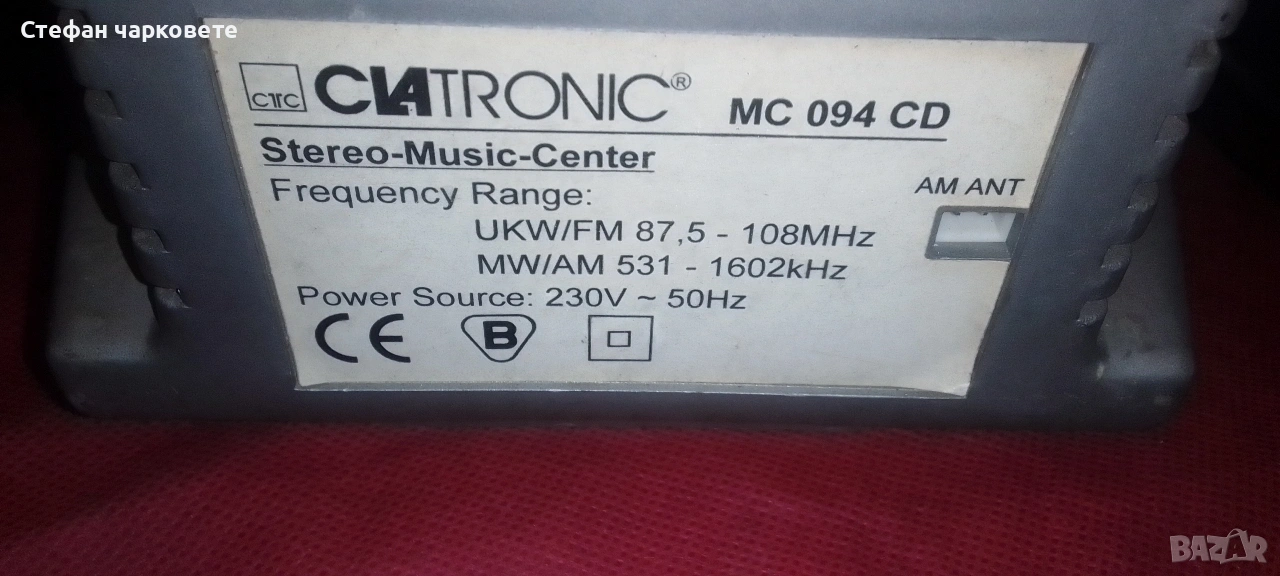 Стефан чарковете
CTC CLATRONIC® MC 094 CD
Stereo-Music-Center
Frequency Range:
AM ANT
UKW/FM 87,5 - 108MHz
MW/AM 531 - 1602kHz
Power Source: 230V ~ 50Hz
CE B
BAZAR